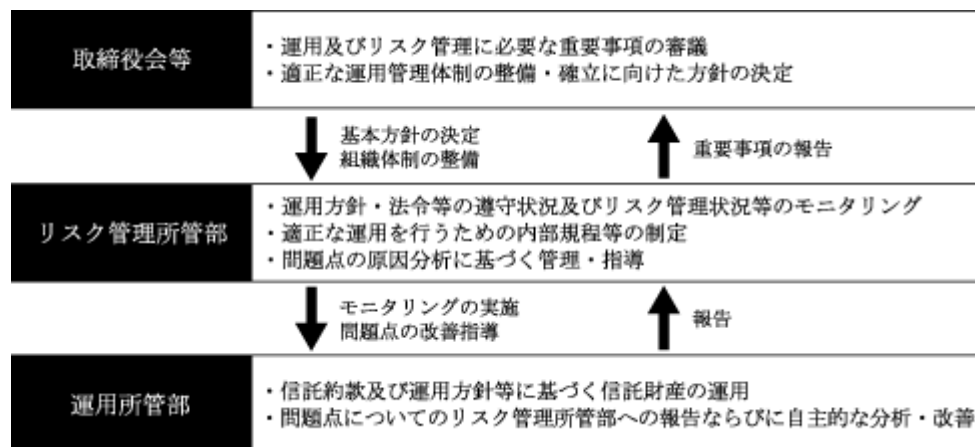 取締役会等
・運用及びリスク管理に必要な重要事項の審議
・適正な運用管理体制の整備・確立に向けた方針の決定
基本方針の決定
組織体制の整備
重要事項の報告
リスク管理所管部
・運用方針・法令等の遵守状況及びリスク管理状況等のモニタリング
・適正な運用を行うための内部規程等の制定
・問題点の原因分析に基づく管理・指導
モニタリングの実施
問題点の改善指導
報告
運用所管部
・信託約款及び運用方針等に基づく信託財産の運用
・問題点についてのリスク管理所管部への報告ならびに自主的な分析・改善